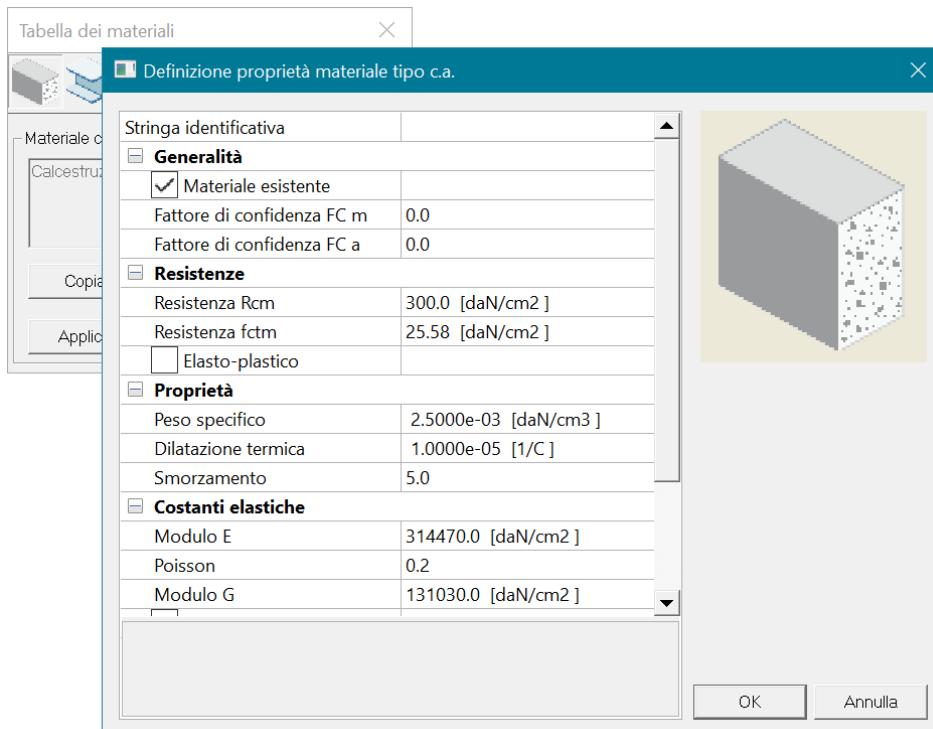 Tabella dei materiali
Definizione proprietà materiale tipo c.a.
Materiale c
Calcestruz
Copia
Applic
Stringa identificativa
Generalità
Materiale esistente
Fattore di confidenza FC m 0.0
Fattore di confidenza FC a 0.0
Resistenze
Resistenza Rcm 300.0 [daN/cm2 ]
Resistenza fctm 25.58 [daN/cm2 ]
Elasto-plastico
Proprietà
Peso specifico 2.5000e-03 [daN/cm3 ]
Dilatazione termica 1.0000e-05 [1/C ]
Smorzamento 5.0
Costanti elastiche
Modulo E 314470.0 [daN/cm2 ]
Poisson 0.2
Modulo G 131030.0 [daN/cm2 ]
OK Annulla